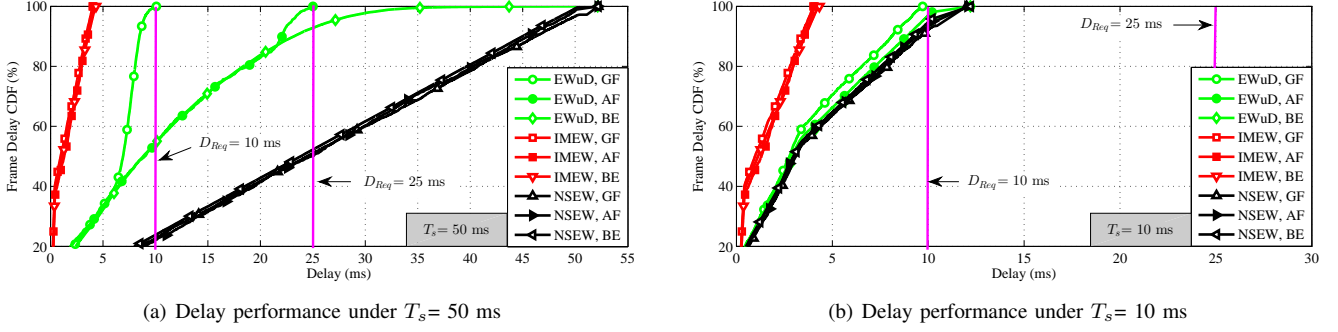 Frame Delay CDF (%)
100
80
60
40
20
0
5
10
15
20
25
30
35
40
45
50
55
Delay (ms)
D_Req = 10 ms
D_Req = 25 ms
T_s = 50 ms
EWuD, GF
EWuD, AF
EWuD, BE
IMEW, GF
IMEW, AF
IMEW, BE
NSEW, GF
NSEW, AF
NSEW, BE
(a) Delay performance under T_s = 50 ms
Frame Delay CDF (%)
100
80
60
40
20
0
5
10
15
20
25
30
Delay (ms)
D_Req = 25 ms
D_Req = 10 ms
T_s = 10 ms
EWuD, GF
EWuD, AF
EWuD, BE
IMEW, GF
IMEW, AF
IMEW, BE
NSEW, GF
NSEW, AF
NSEW, BE
(b) Delay performance under T_s = 10 ms